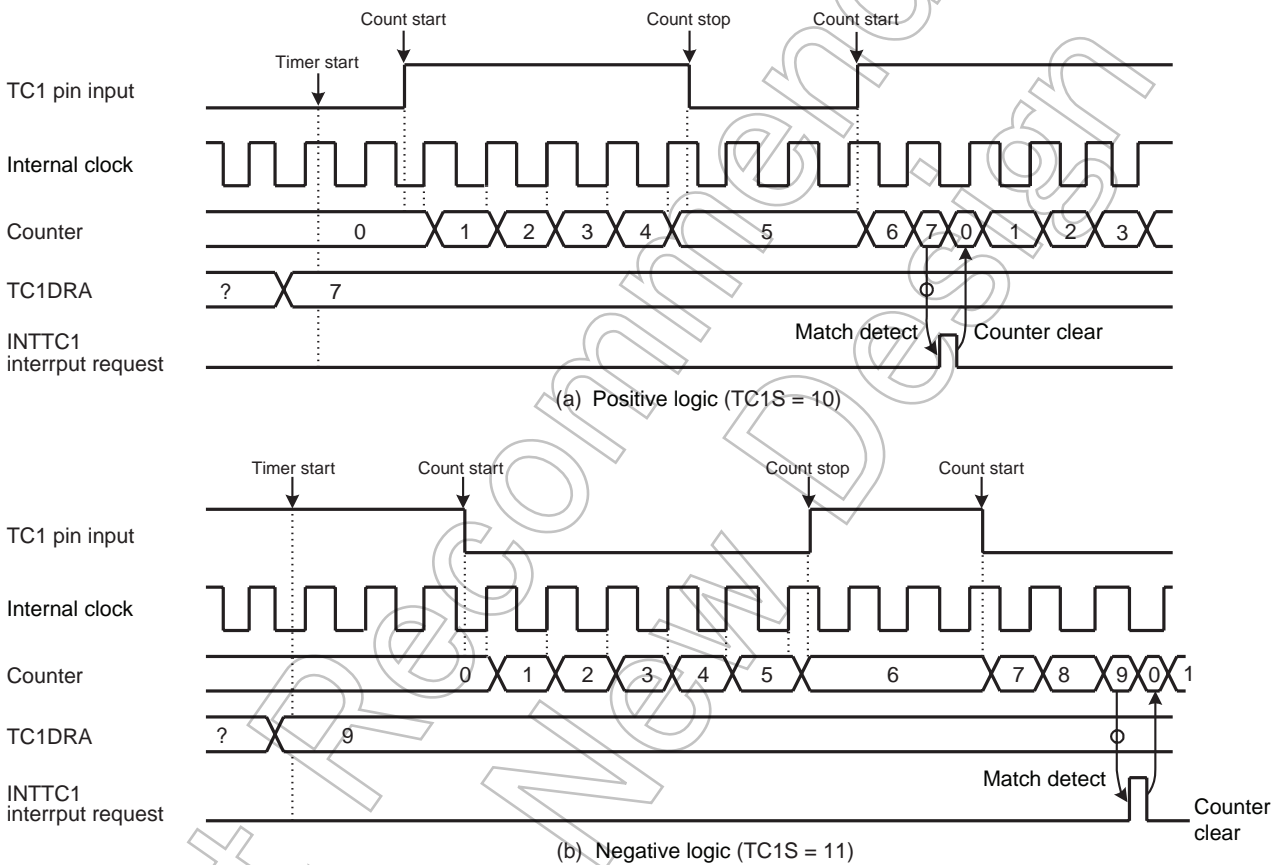 Count start
Count stop
Count start
Timer start
TC1 pin input
Internal clock
Counter
0
1
2
3
4
5
6
7
0
1
2
3
TC1DRA
?
7
Match detect
Counter clear
INTTC1
interrput request
(a) Positive logic (TC1S = 10)
Timer start
Count start
Count stop
Count start
TC1 pin input
Internal clock
Counter
0
1
2
3
4
5
6
7
8
9
0
1
TC1DRA
?
9
Match detect
INTTC1
interrput request
Counter
clear
(b) Negative logic (TC1S = 11)
Recommend
New Design